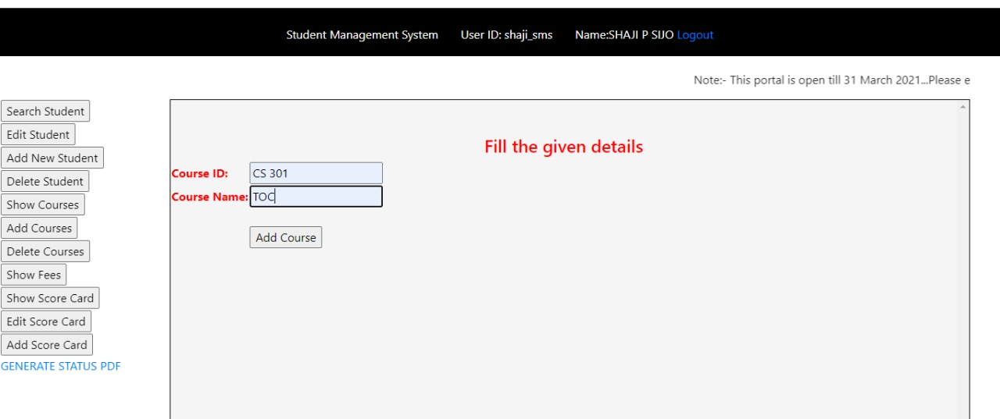 Student Management System User ID: shaji_sms Name:SHAJI P SIJO Logout
Note:- This portal is open till 31 March 2021...Please e
Search Student
Edit Student
Add New Student
Delete Student
Show Courses
Add Courses
Delete Courses
Show Fees
Show Score Card
Edit Score Card
Add Score Card
GENERATE STATUS PDF
Fill the given details
Course ID: CS 301
Course Name: TOC
Add Course